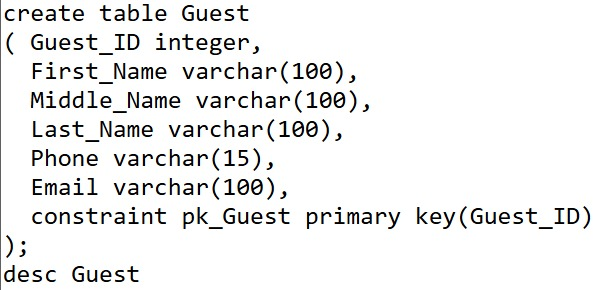 create table Guest
( Guest_ID integer,
  First_Name varchar(100),
  Middle_Name varchar(100),
  Last_Name varchar(100),
  Phone varchar(15),
  Email varchar(100),
  constraint pk_Guest primary key(Guest_ID)
);
desc Guest